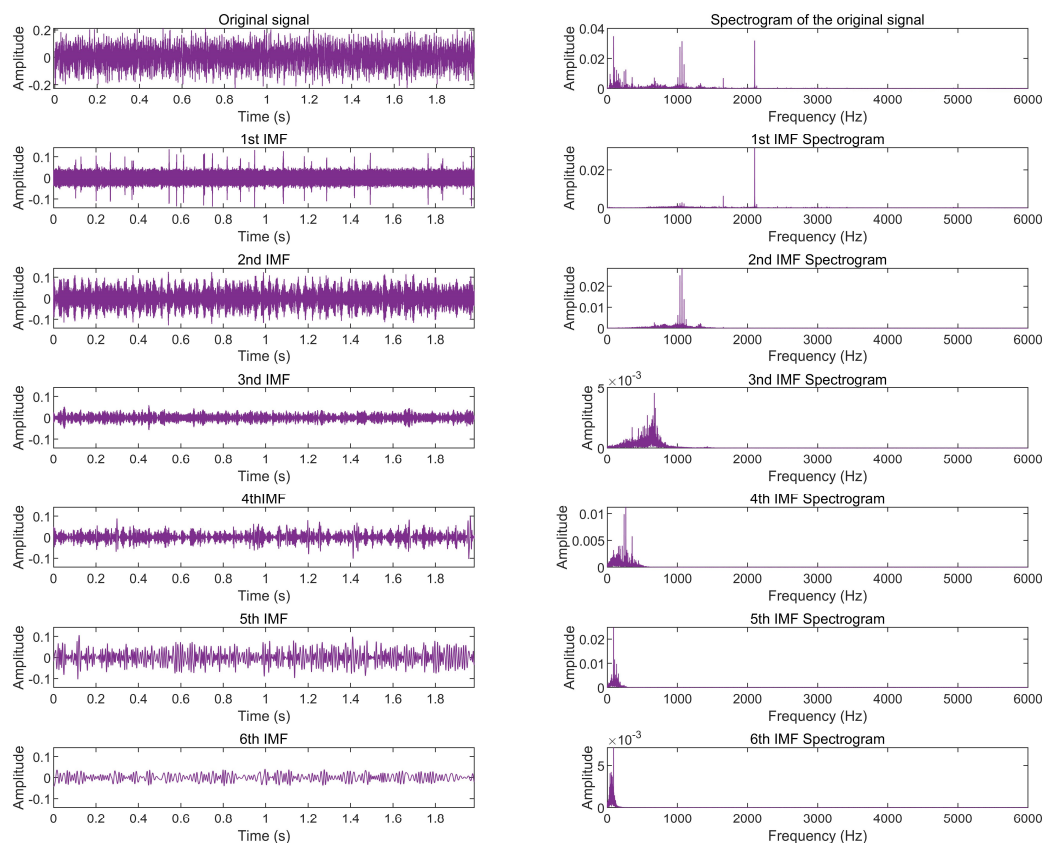 Original signal
0.2
0
-0.2
Amplitude
0 0.2 0.4 0.6 0.8 1 1.2 1.4 1.6 1.8
Time (s)
Spectrogram of the original signal
0.04
0.02
0
Amplitude
0 1000 2000 3000 4000 5000 6000
Frequency (Hz)
1st IMF
0.1
0
-0.1
Amplitude
0 0.2 0.4 0.6 0.8 1 1.2 1.4 1.6 1.8
Time (s)
1st IMF Spectrogram
0.02
0
Amplitude
0 1000 2000 3000 4000 5000 6000
Frequency (Hz)
2nd IMF
0.1
0
-0.1
Amplitude
0 0.2 0.4 0.6 0.8 1 1.2 1.4 1.6 1.8
Time (s)
2nd IMF Spectrogram
0.02
0.01
0
Amplitude
0 1000 2000 3000 4000 5000 6000
Frequency (Hz)
3nd IMF
0.1
0
-0.1
Amplitude
0 0.2 0.4 0.6 0.8 1 1.2 1.4 1.6 1.8
Time (s)
3nd IMF Spectrogram
×10⁻³
5
0
Amplitude
0 1000 2000 3000 4000 5000 6000
Frequency (Hz)
4thIMF
0.1
0
-0.1
Amplitude
0 0.2 0.4 0.6 0.8 1 1.2 1.4 1.6 1.8
Time (s)
4th IMF Spectrogram
0.01
0.005
0
Amplitude
0 1000 2000 3000 4000 5000 6000
Frequency (Hz)
5th IMF
0.1
0
-0.1
Amplitude
0 0.2 0.4 0.6 0.8 1 1.2 1.4 1.6 1.8
Time (s)
5th IMF Spectrogram
0.02
0.01
0
Amplitude
0 1000 2000 3000 4000 5000 6000
Frequency (Hz)
6th IMF
0.1
0
-0.1
Amplitude
0 0.2 0.4 0.6 0.8 1 1.2 1.4 1.6 1.8
Time (s)
6th IMF Spectrogram
×10⁻³
5
0
Amplitude
0 1000 2000 3000 4000 5000 6000
Frequency (Hz)